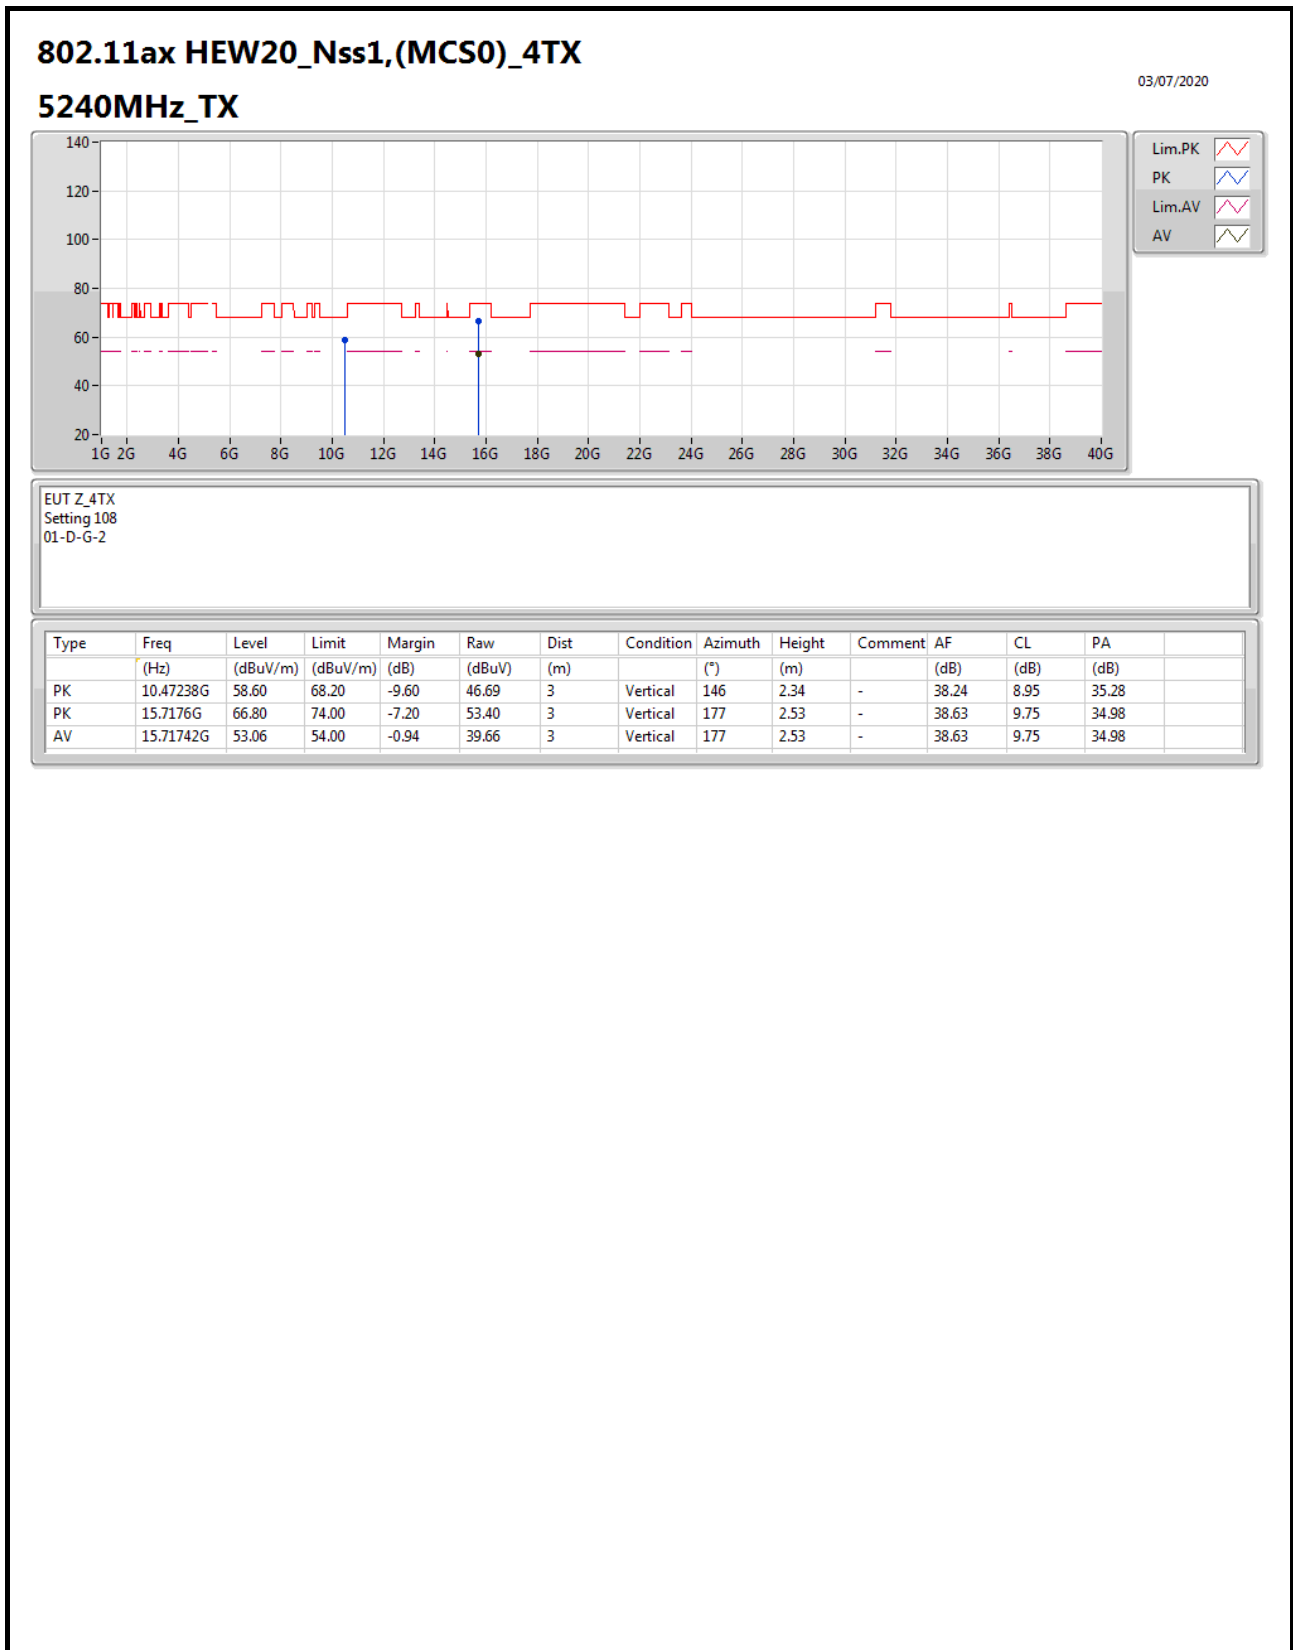 802.11ax HEW20_Nss1,(MCS0)_4TX
03/07/2020
5240MHz_TX
140
120
100
80
60
40
20
1G 2G 4G 6G 8G 10G 12G 14G 16G 18G 20G 22G 24G 26G 28G 30G 32G 34G 36G 38G 40G
Lim.PK
PK
Lim.AV
AV
EUT Z_4TX
Setting 108
01-D-G-2
Type Freq Level Limit Margin Raw Dist Condition Azimuth Height Comment AF CL PA
(Hz) (dBuV/m) (dBuV/m) (dB) (dBuV) (m) (°) (m) (dB) (dB) (dB)
PK 10.47238G 58.60 68.20 -9.60 46.69 3 Vertical 146 2.34 - 38.24 8.95 35.28
PK 15.7176G 66.80 74.00 -7.20 53.40 3 Vertical 177 2.53 - 38.63 9.75 34.98
AV 15.71742G 53.06 54.00 -0.94 39.66 3 Vertical 177 2.53 - 38.63 9.75 34.98